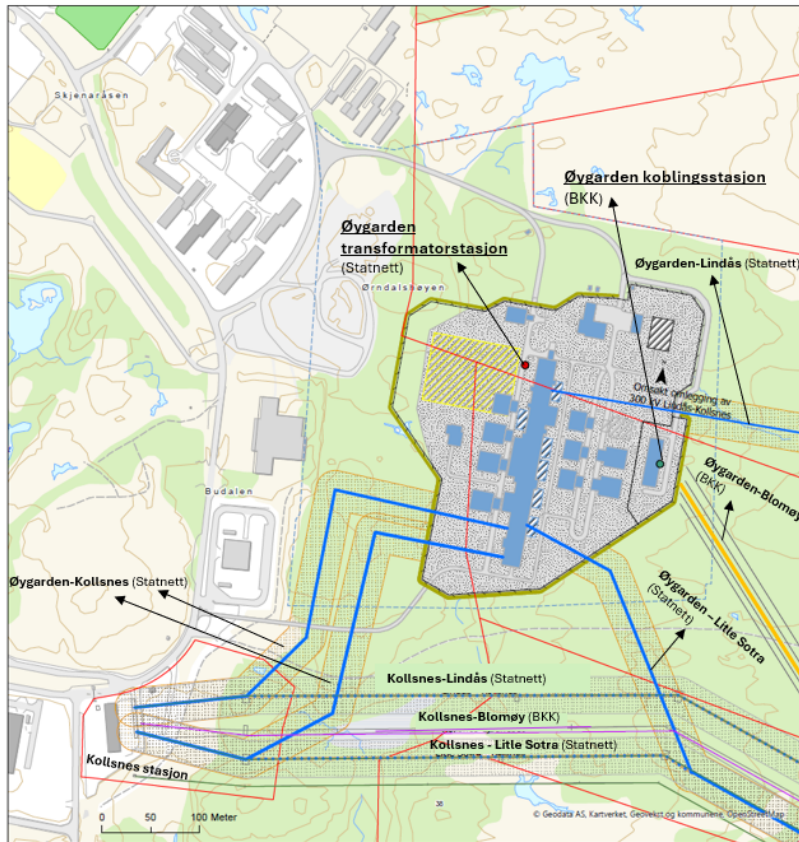 Skjenaråsen
Øygarden koblingsstasjon
(BKK)
Øygarden
transformatorstasjon
(Statnett)
Øygarden-Lindås (Statnett)
Ørndalshøyen
Omsøkt omlegging av
300 kV Lindås-Kollsnes
Øygarden-Blomøy
(BKK)
Budalen
Øygarden-Kollsnes (Statnett)
Øygarden – Litle Sotra
(Statnett)
Kollsnes-Lindås (Statnett)
Kollsnes-Blomøy (BKK)
Kollsnes - Litle Sotra (Statnett)
Kollsnes stasjon
38
0 50 100 Meter
© Geodata AS, Kartverket, Geovekst og kommunene, OpenStreetMap